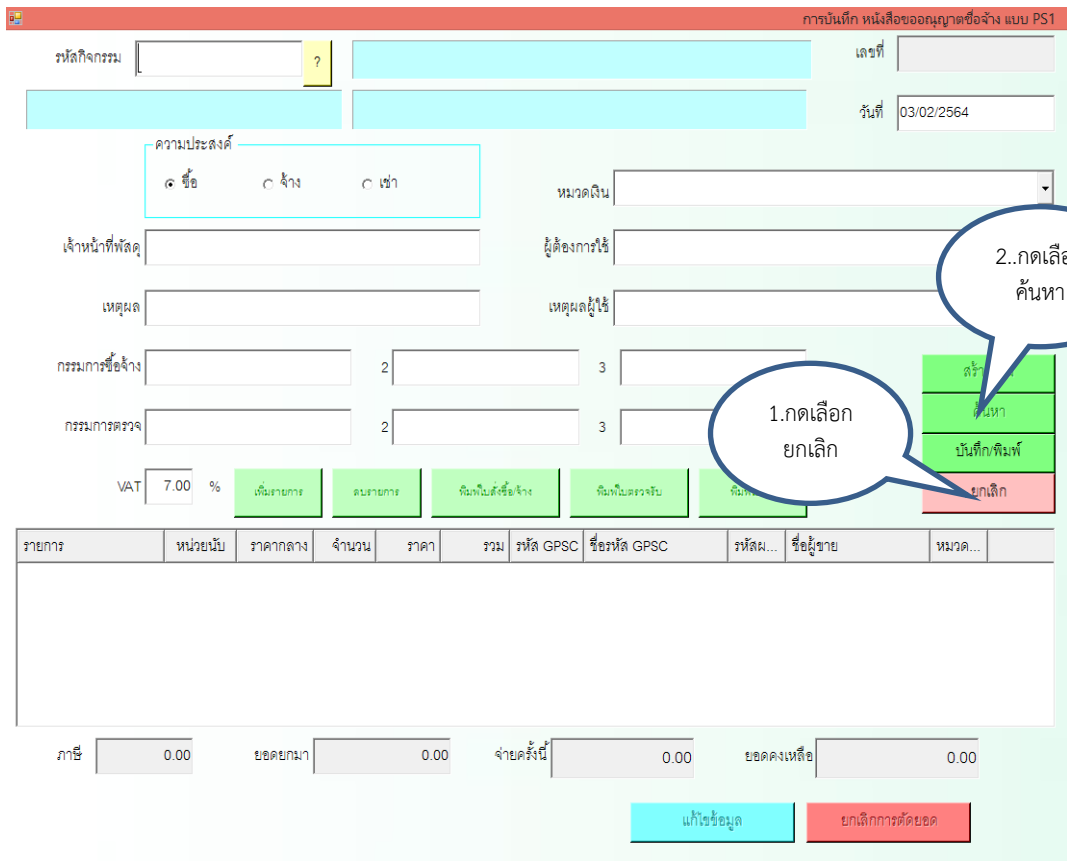 การบันทึก หนังสือขออณุญาตซื้อจ้าง แบบ PS1
รหัสกิจกรรม ? เลขที่
วันที่ 03/02/2564
ความประสงค์
ซื้อ จ้าง เช่า
หมวดเงิน
เจ้าหน้าที่พัสดุ ผู้ต้องการใช้
2..กดเลือ
ค้นหา
เหตุผล เหตุผลผู้ใช้
กรรมการซื้อจ้าง 2 3
1.กดเลือก
ยกเลิก
ค้นหา
กรรมการตรวจ 2 3
บันทึก/พิมพ์
VAT 7.00 % เพิ่มรายการ ลบรายการ พิมพ์ใบสั่งซื้อ/จ้าง พิมพ์ใบตรวจรับ ยกเลิก
รายการ หน่วยนับ ราคากลาง จำนวน ราคา รวม รหัส GPSC ชื่อรหัส GPSC รหัสผ... ชื่อผู้ขาย หมวด...
ภาษี 0.00 ยอดยกมา 0.00 จ่ายครั้งนี้ 0.00 ยอดคงเหลือ 0.00
แก้ไขข้อมูล ยกเลิกการตัดยอด